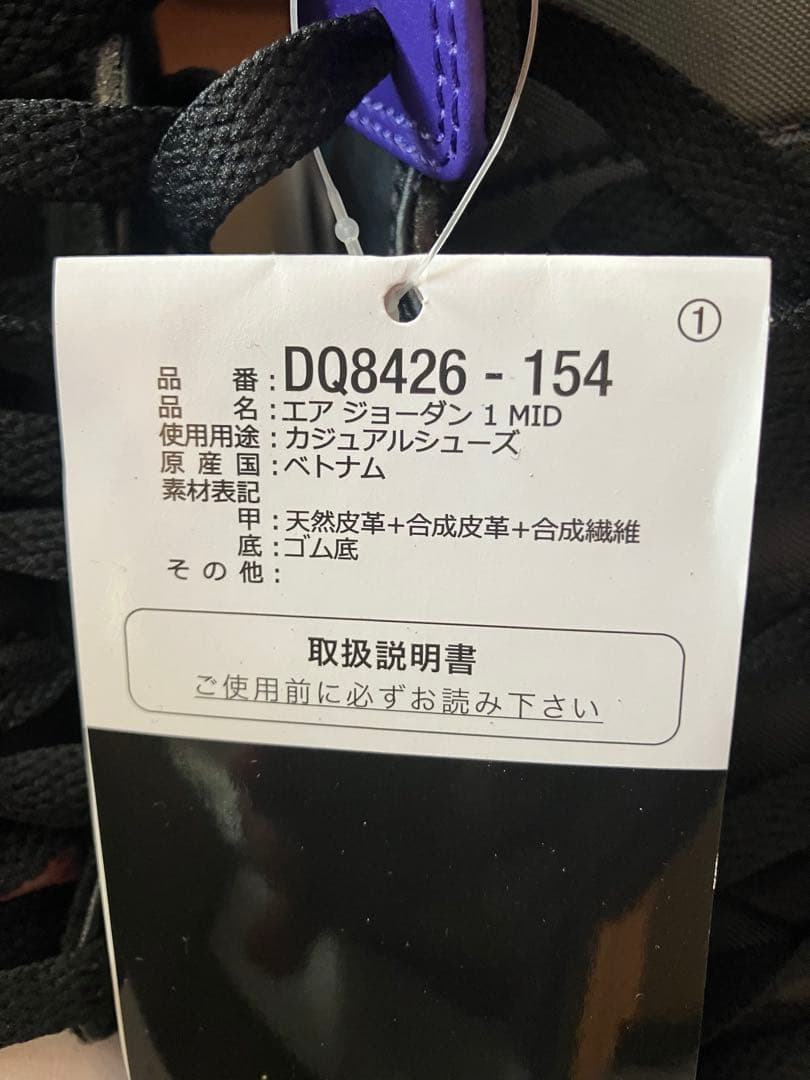 ①
品番:DQ8426 - 154
品名:エア ジョーダン 1 MID
使用用途:カジュアルシューズ
原産国:ベトナム
素材表記
甲:天然皮革+合成皮革+合成繊維
底:ゴム底
その他:
取扱説明書
ご使用前に必ずお読み下さい